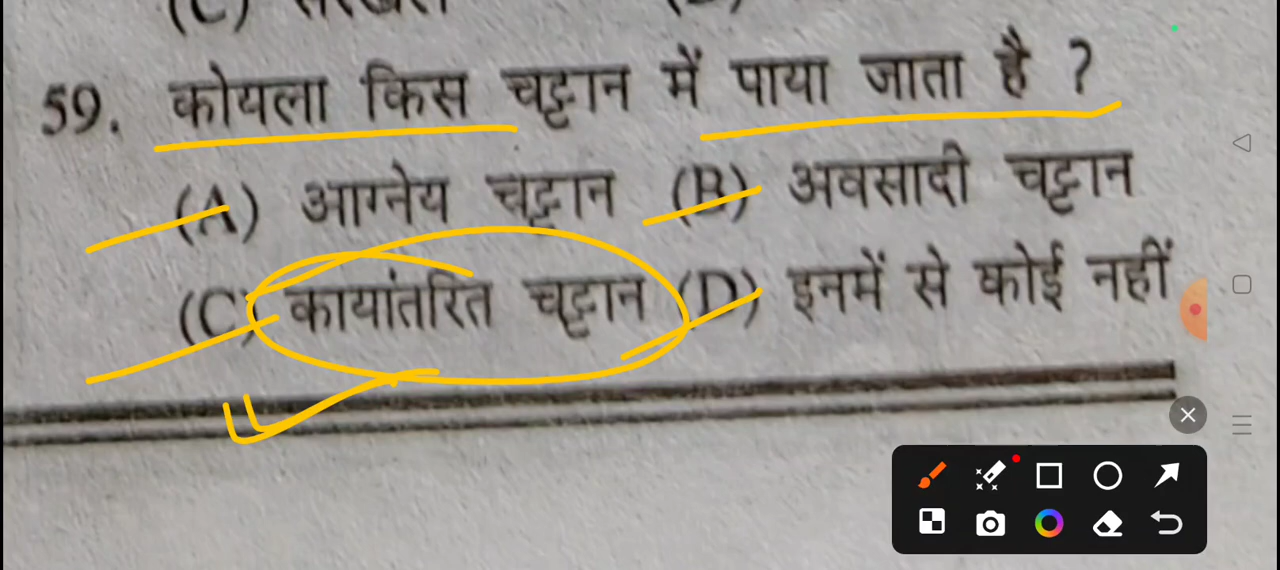 59. कोयला किस चट्टान में पाया जाता है ?
(A) आग्नेय चट्टान (B) अवसादी चट्टान
(C) कायांतरित चट्टान (D) इनमें से कोई नहीं